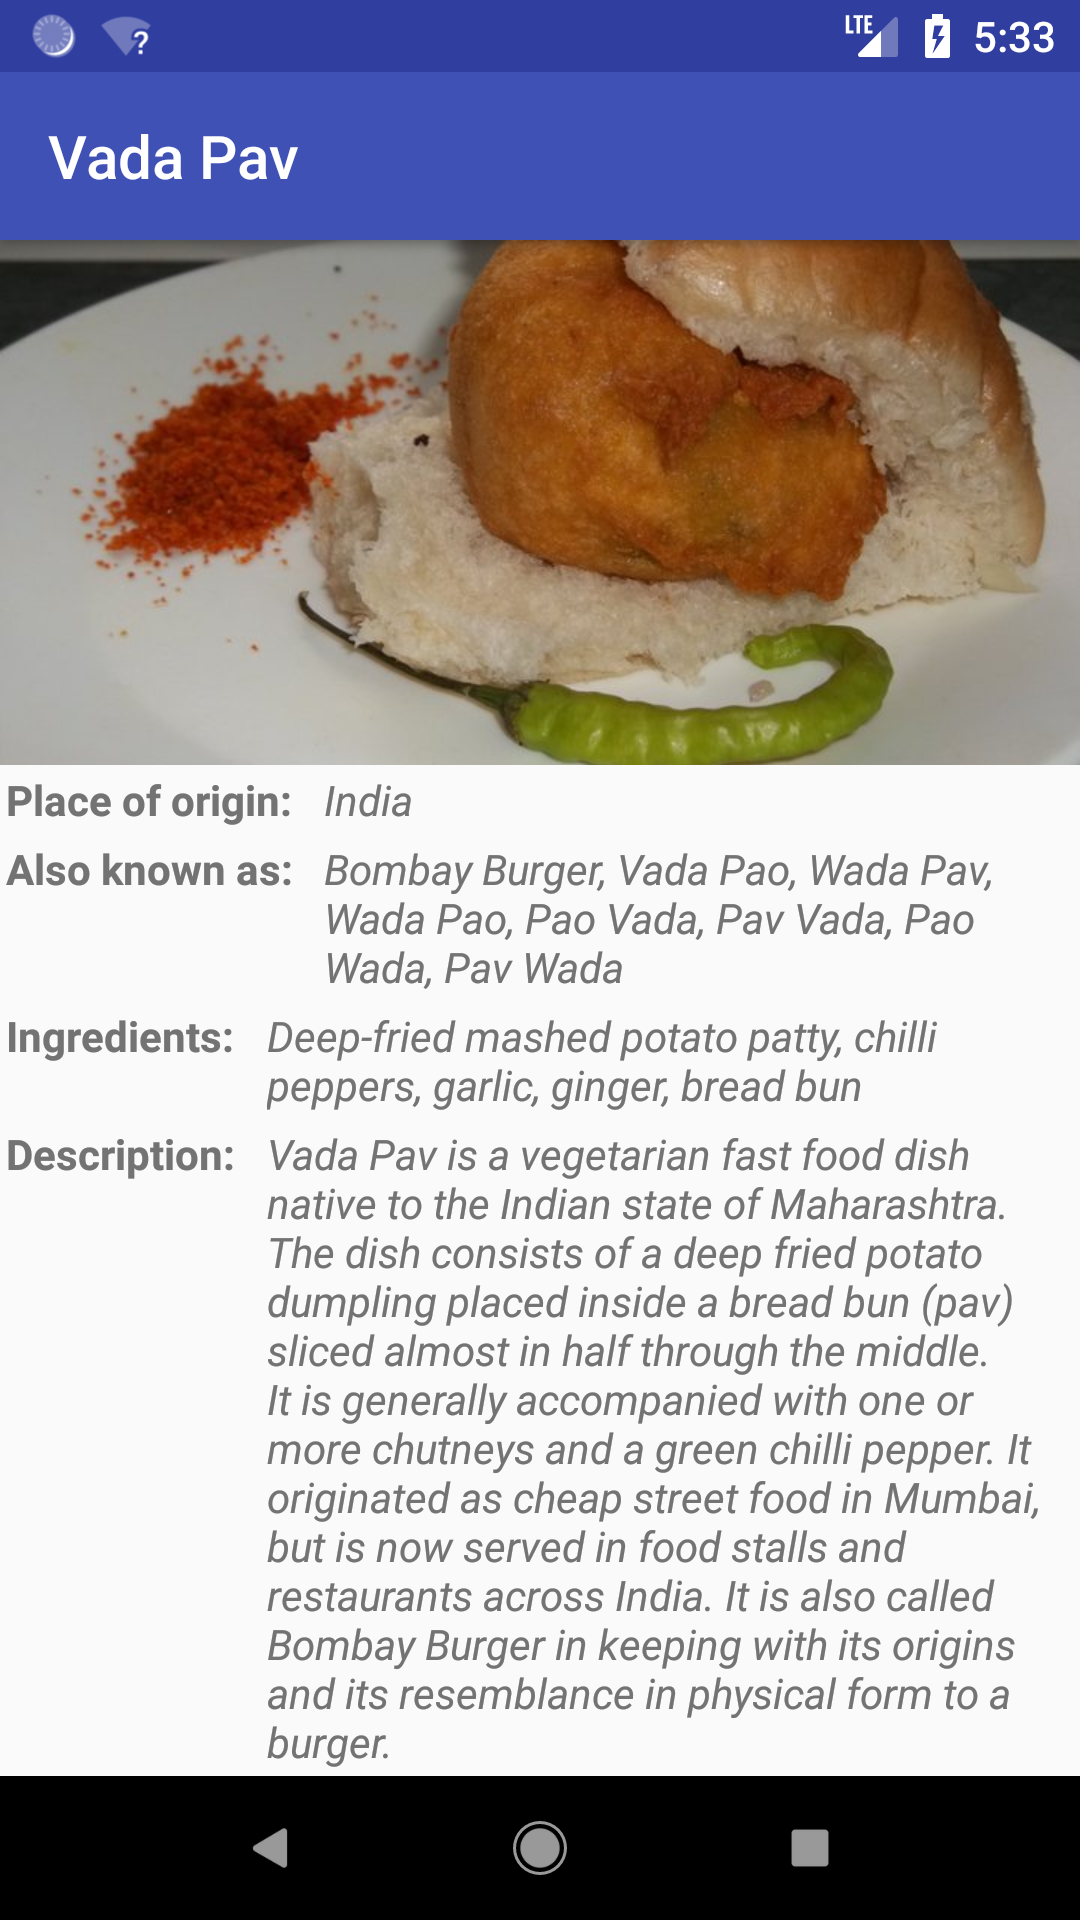 LTE 5:33
Vada Pav
Place of origin: India
Also known as: Bombay Burger, Vada Pao, Wada Pav,
Wada Pao, Pao Vada, Pav Vada, Pao
Wada, Pav Wada
Ingredients: Deep-fried mashed potato patty, chilli
peppers, garlic, ginger, bread bun
Description: Vada Pav is a vegetarian fast food dish
native to the Indian state of Maharashtra.
The dish consists of a deep fried potato
dumpling placed inside a bread bun (pav)
sliced almost in half through the middle.
It is generally accompanied with one or
more chutneys and a green chilli pepper. It
originated as cheap street food in Mumbai,
but is now served in food stalls and
restaurants across India. It is also called
Bombay Burger in keeping with its origins
and its resemblance in physical form to a
burger.